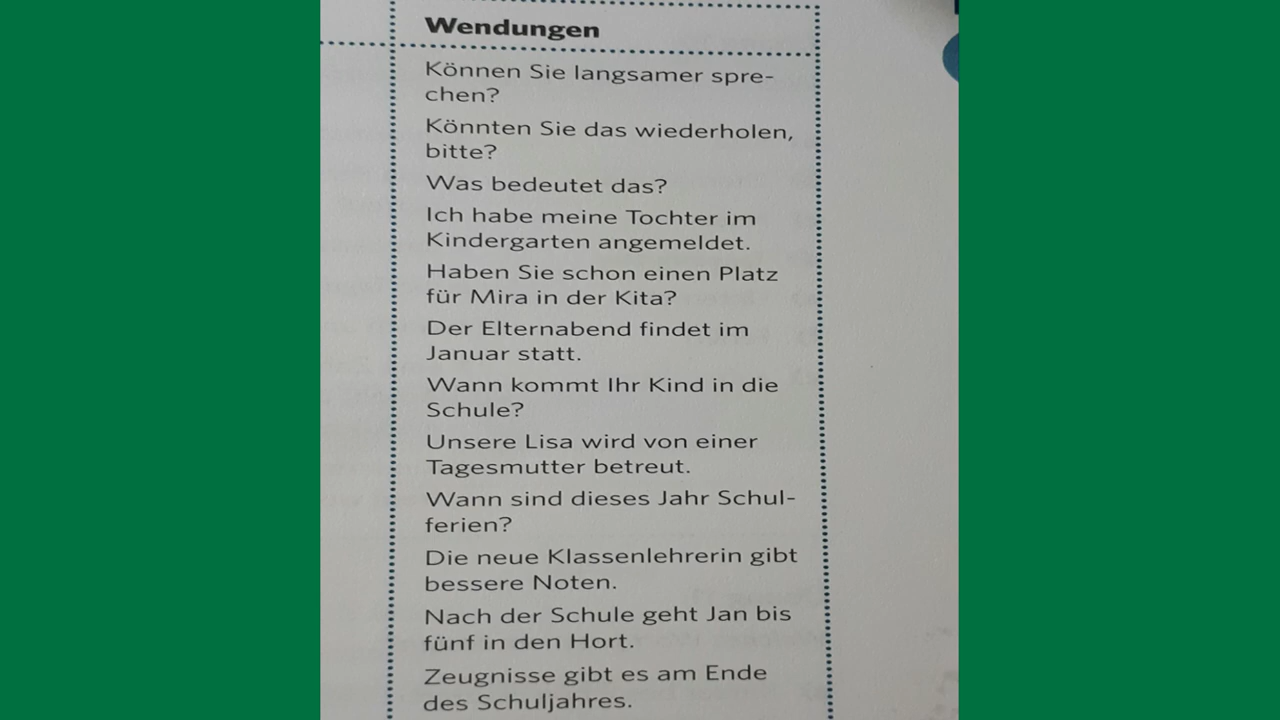 Wendungen
Können Sie langsamer spre-
chen?
Könnten Sie das wiederholen,
bitte?
Was bedeutet das?
Ich habe meine Tochter im
Kindergarten angemeldet.
Haben Sie schon einen Platz
für Mira in der Kita?
Der Elternabend findet im
Januar statt.
Wann kommt Ihr Kind in die
Schule?
Unsere Lisa wird von einer
Tagesmutter betreut.
Wann sind dieses Jahr Schul-
ferien?
Die neue Klassenlehrerin gibt
bessere Noten.
Nach der Schule geht Jan bis
fünf in den Hort.
Zeugnisse gibt es am Ende
des Schuljahres.